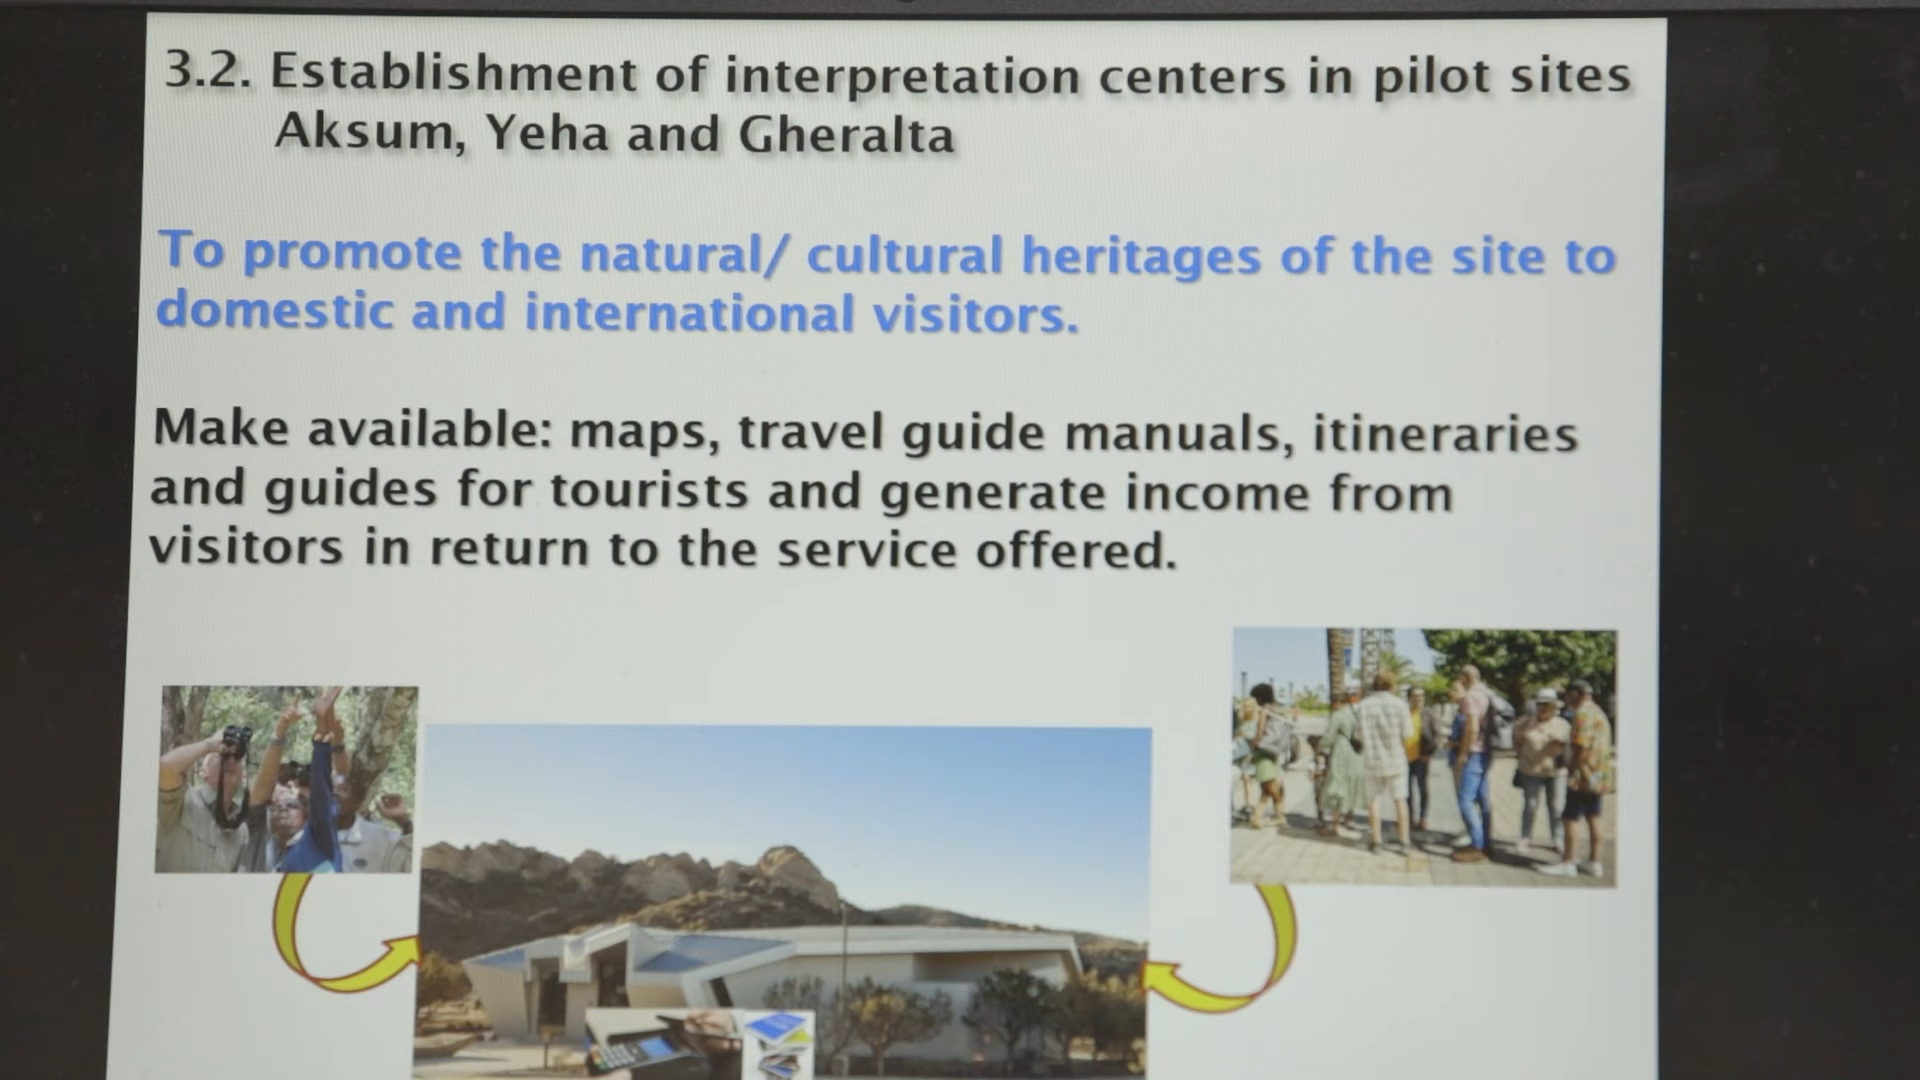 3.2. Establishment of interpretation centers in pilot sites
Aksum, Yeha and Gheralta
To promote the natural/ cultural heritages of the site to
domestic and international visitors.
Make available: maps, travel guide manuals, itineraries
and guides for tourists and generate income from
visitors in return to the service offered.